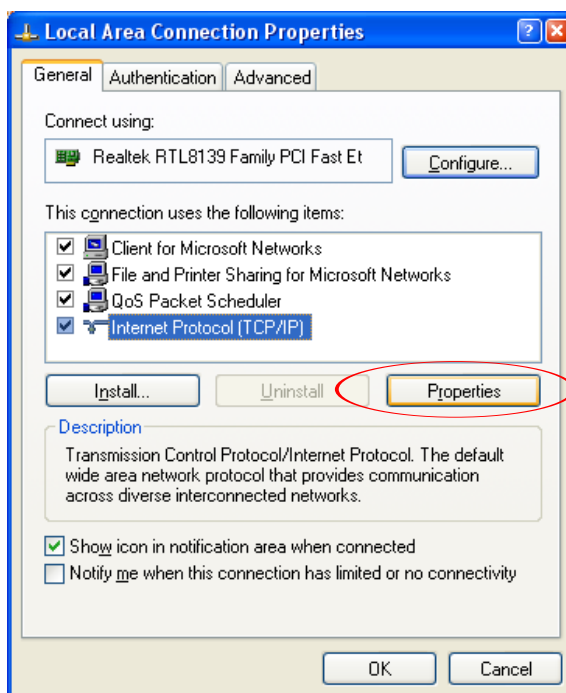 Local Area Connection Properties
General Authentication Advanced
Connect using:
Realtek RTL8139 Family PCI Fast Et
Configure...
This connection uses the following items:
Client for Microsoft Networks
File and Printer Sharing for Microsoft Networks
QoS Packet Scheduler
Internet Protocol (TCP/IP)
Install... Uninstall Properties
Description
Transmission Control Protocol/Internet Protocol. The default
wide area network protocol that provides communication
across diverse interconnected networks.
Show icon in notification area when connected
Notify me when this connection has limited or no connectivity
OK Cancel